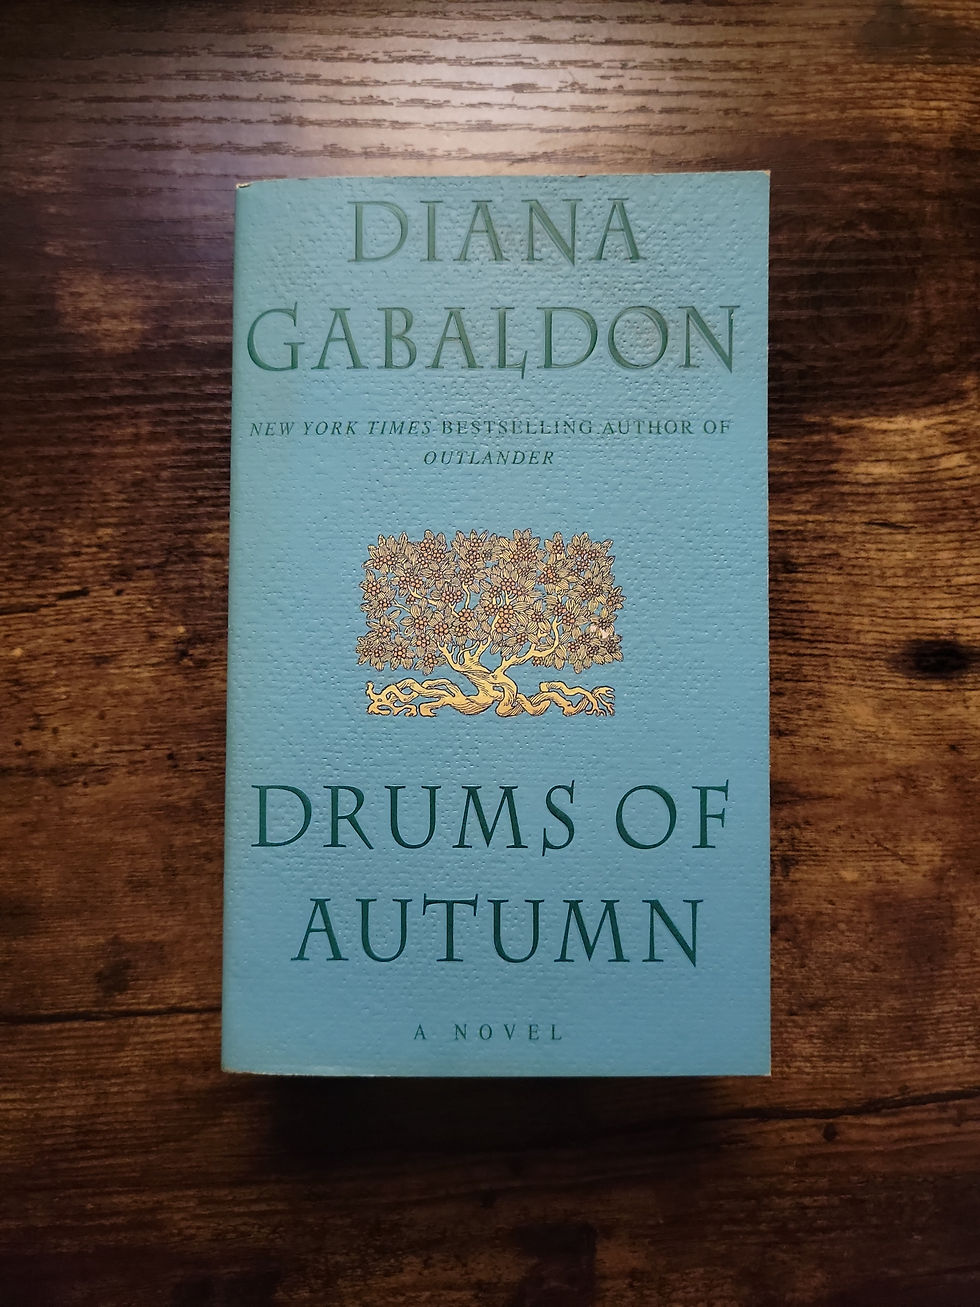 DIANA
GABALDON
NEW YORK TIMES BESTSELLING AUTHOR OF
OUTLANDER
DRUMS OF
AUTUMN
A NOVEL